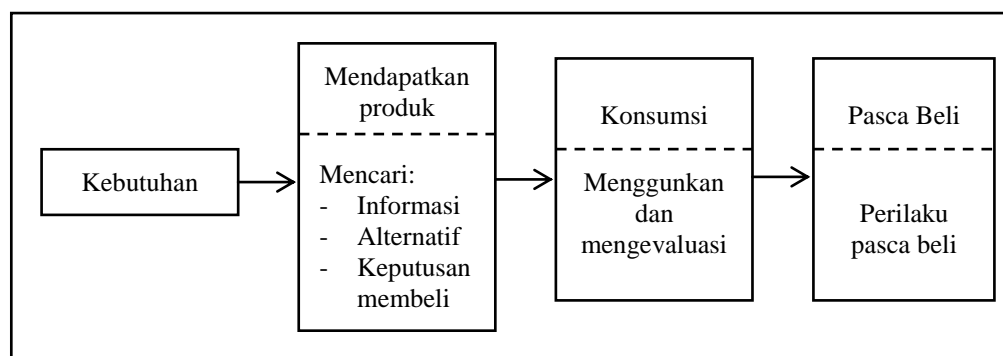 Kebutuhan
Mendapatkan
produk
Mencari:
- Informasi
- Alternatif
- Keputusan
membeli
Konsumsi
Menggunkan
dan
mengevaluasi
Pasca Beli
Perilaku
pasca beli